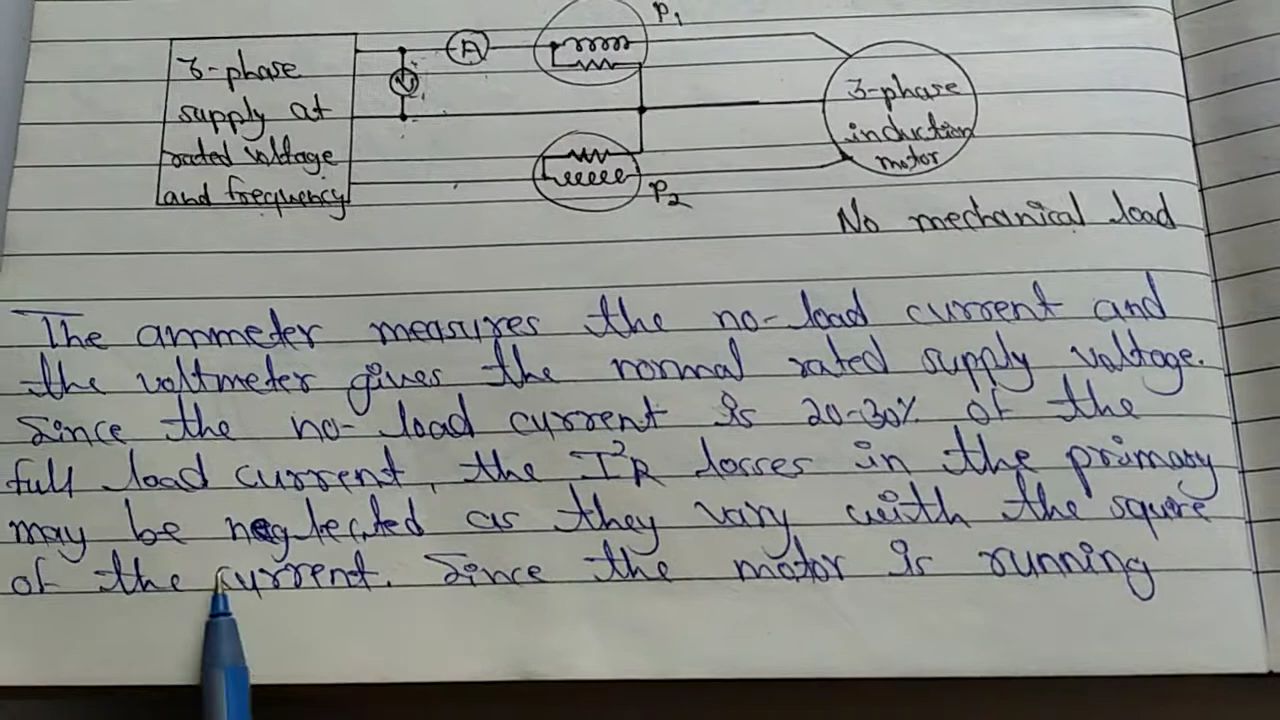 P1
A
3-phase
supply at
rated voltage
and frequency
V
3-phase
induction
motor
P2
No mechanical load
The ammeter measures the no-load current and
the voltmeter gives the normal rated supply voltage.
Since the no-load current is 20-30% of the
full load current, the I²R losses in the primary
may be neglected as they vary with the square
of the current. Since the motor is running